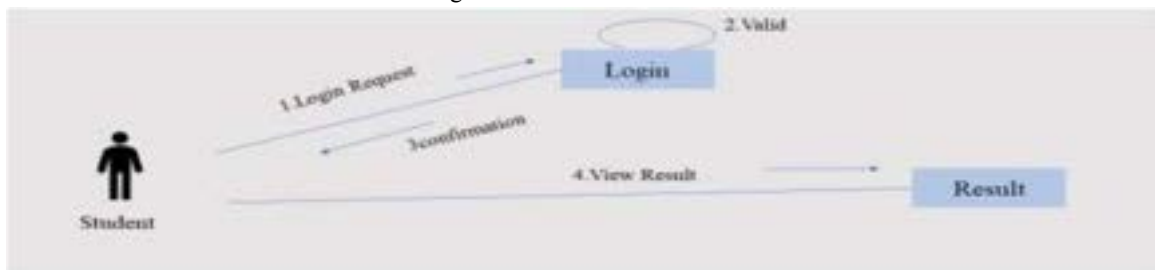 2.Valid
Login
1.Login Request
3confirmation
4.View Result
Result
Student